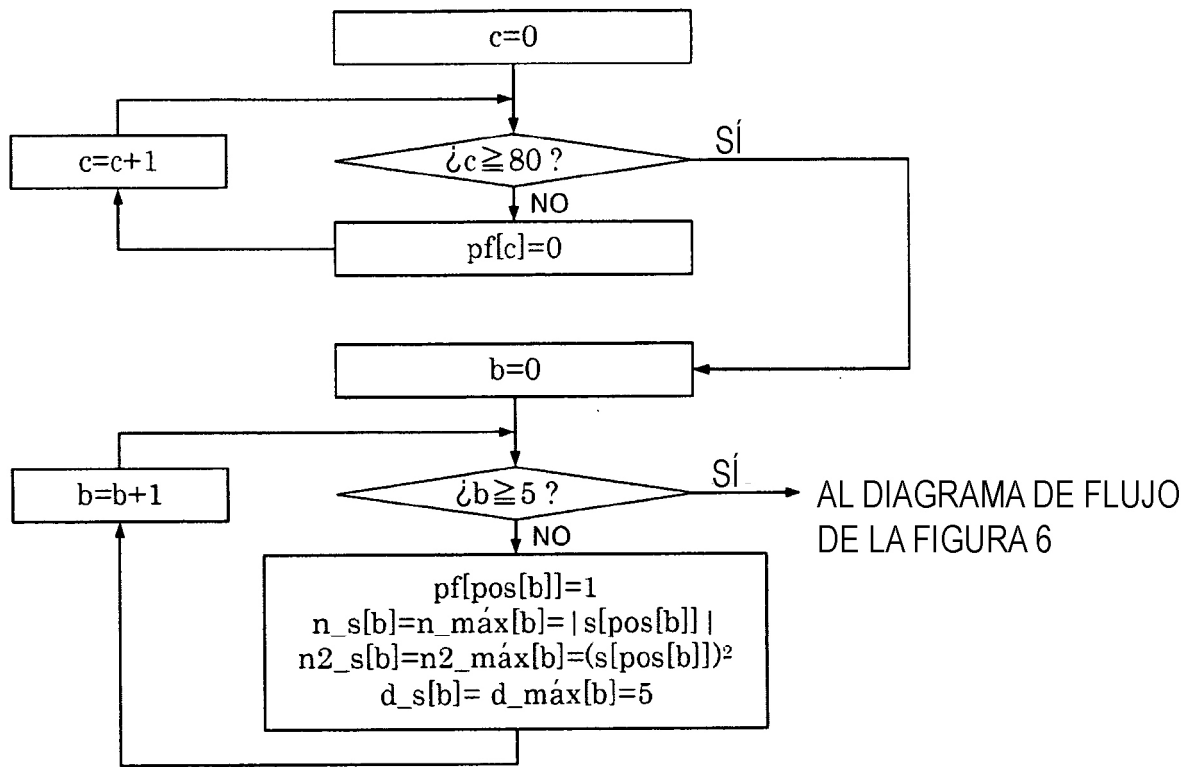 c=0
SÍ
c=c+1
¿c≧80 ?
NO
pf[c]=0
b=0
SÍ
b=b+1
¿b≧5 ?
AL DIAGRAMA DE FLUJO
DE LA FIGURA 6
NO
pf[pos[b]]=1
n_s[b]=n_máx[b]=|s[pos[b]]|
n2_s[b]=n2_máx[b]=(s[pos[b]])²
d_s[b]= d_máx[b]=5